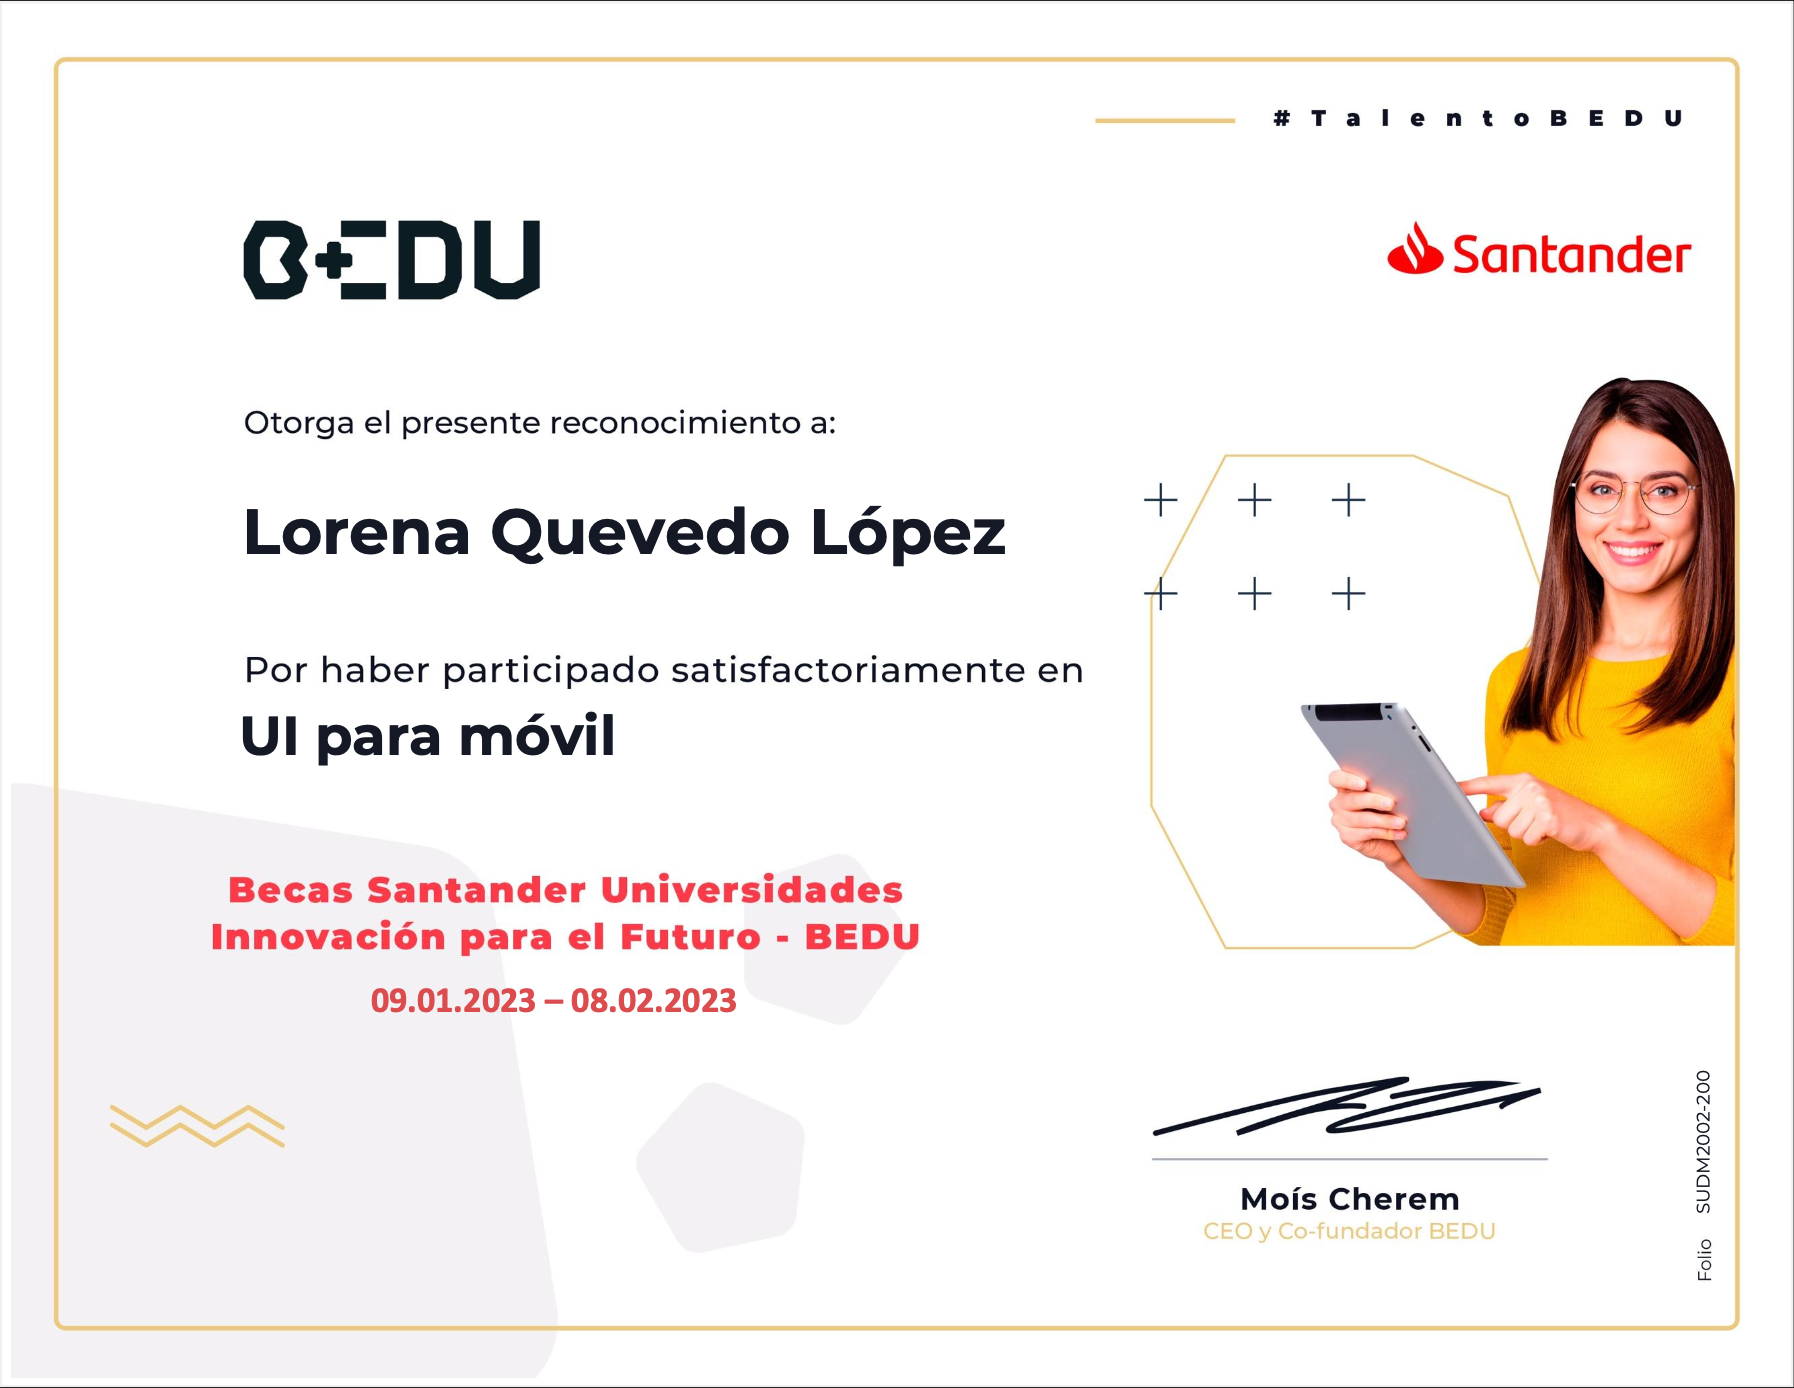 #TalentoBEDU
BEDU
Santander
Otorga el presente reconocimiento a:
Lorena Quevedo López
Por haber participado satisfactoriamente en
UI para móvil
Becas Santander Universidades
Innovación para el Futuro - BEDU
09.01.2023 – 08.02.2023
Moís Cherem
CEO y Co-fundador BEDU
Folio SUDM2002-200